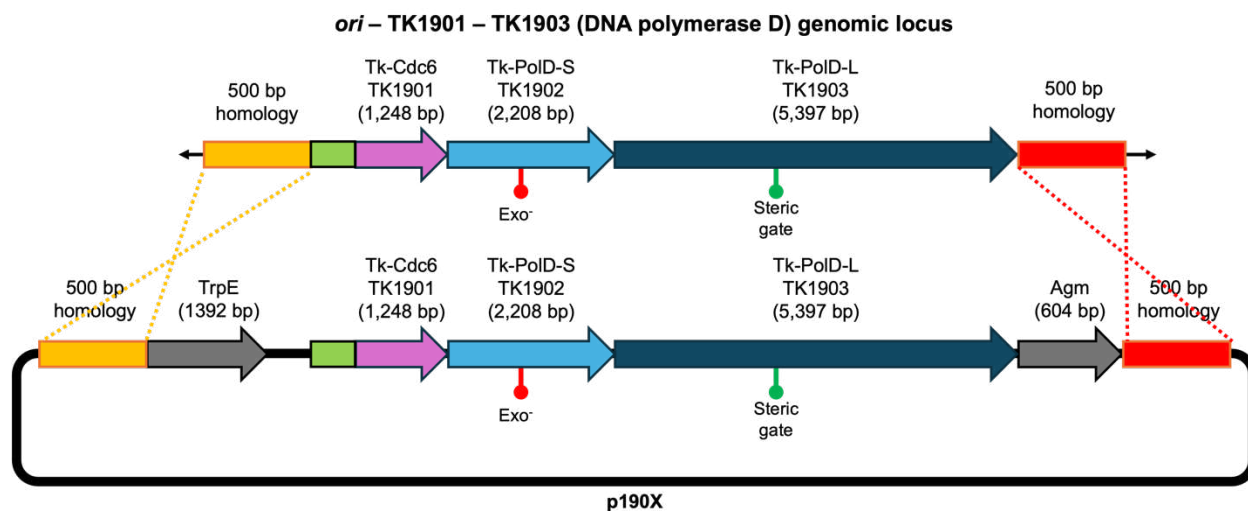 ori – TK1901 – TK1903 (DNA polymerase D) genomic locus
500 bp
homology
Tk-Cdc6
TK1901
(1,248 bp)
Tk-PolD-S
TK1902
(2,208 bp)
Tk-PolD-L
TK1903
(5,397 bp)
500 bp
homology
Exo-
Steric
gate
500 bp
homology
TrpE
(1392 bp)
Tk-Cdc6
TK1901
(1,248 bp)
Tk-PolD-S
TK1902
(2,208 bp)
Tk-PolD-L
TK1903
(5,397 bp)
Agm
(604 bp)
500 bp
homology
Exo-
Steric
gate
p190X